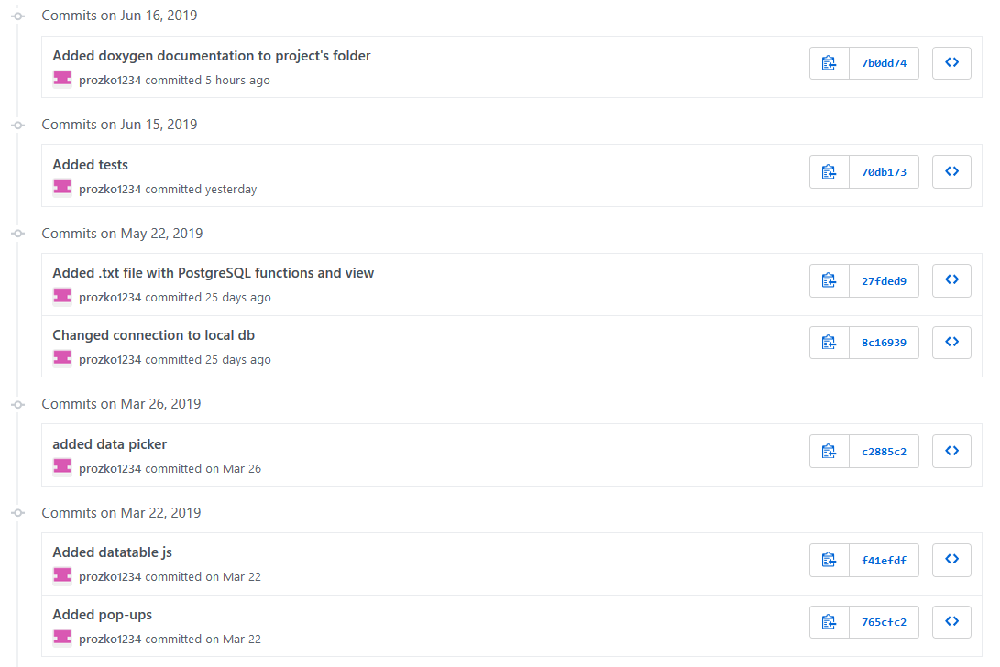 Commits on Jun 16, 2019
Added doxygen documentation to project's folder
7b0dd74
prozko1234 committed 5 hours ago
Commits on Jun 15, 2019
Added tests
70db173
prozko1234 committed yesterday
Commits on May 22, 2019
Added .txt file with PostgreSQL functions and view
27fded9
prozko1234 committed 25 days ago
Changed connection to local db
8c16939
prozko1234 committed 25 days ago
Commits on Mar 26, 2019
added data picker
c2885c2
prozko1234 committed on Mar 26
Commits on Mar 22, 2019
Added datatable js
f41efdf
prozko1234 committed on Mar 22
Added pop-ups
765cfc2
prozko1234 committed on Mar 22